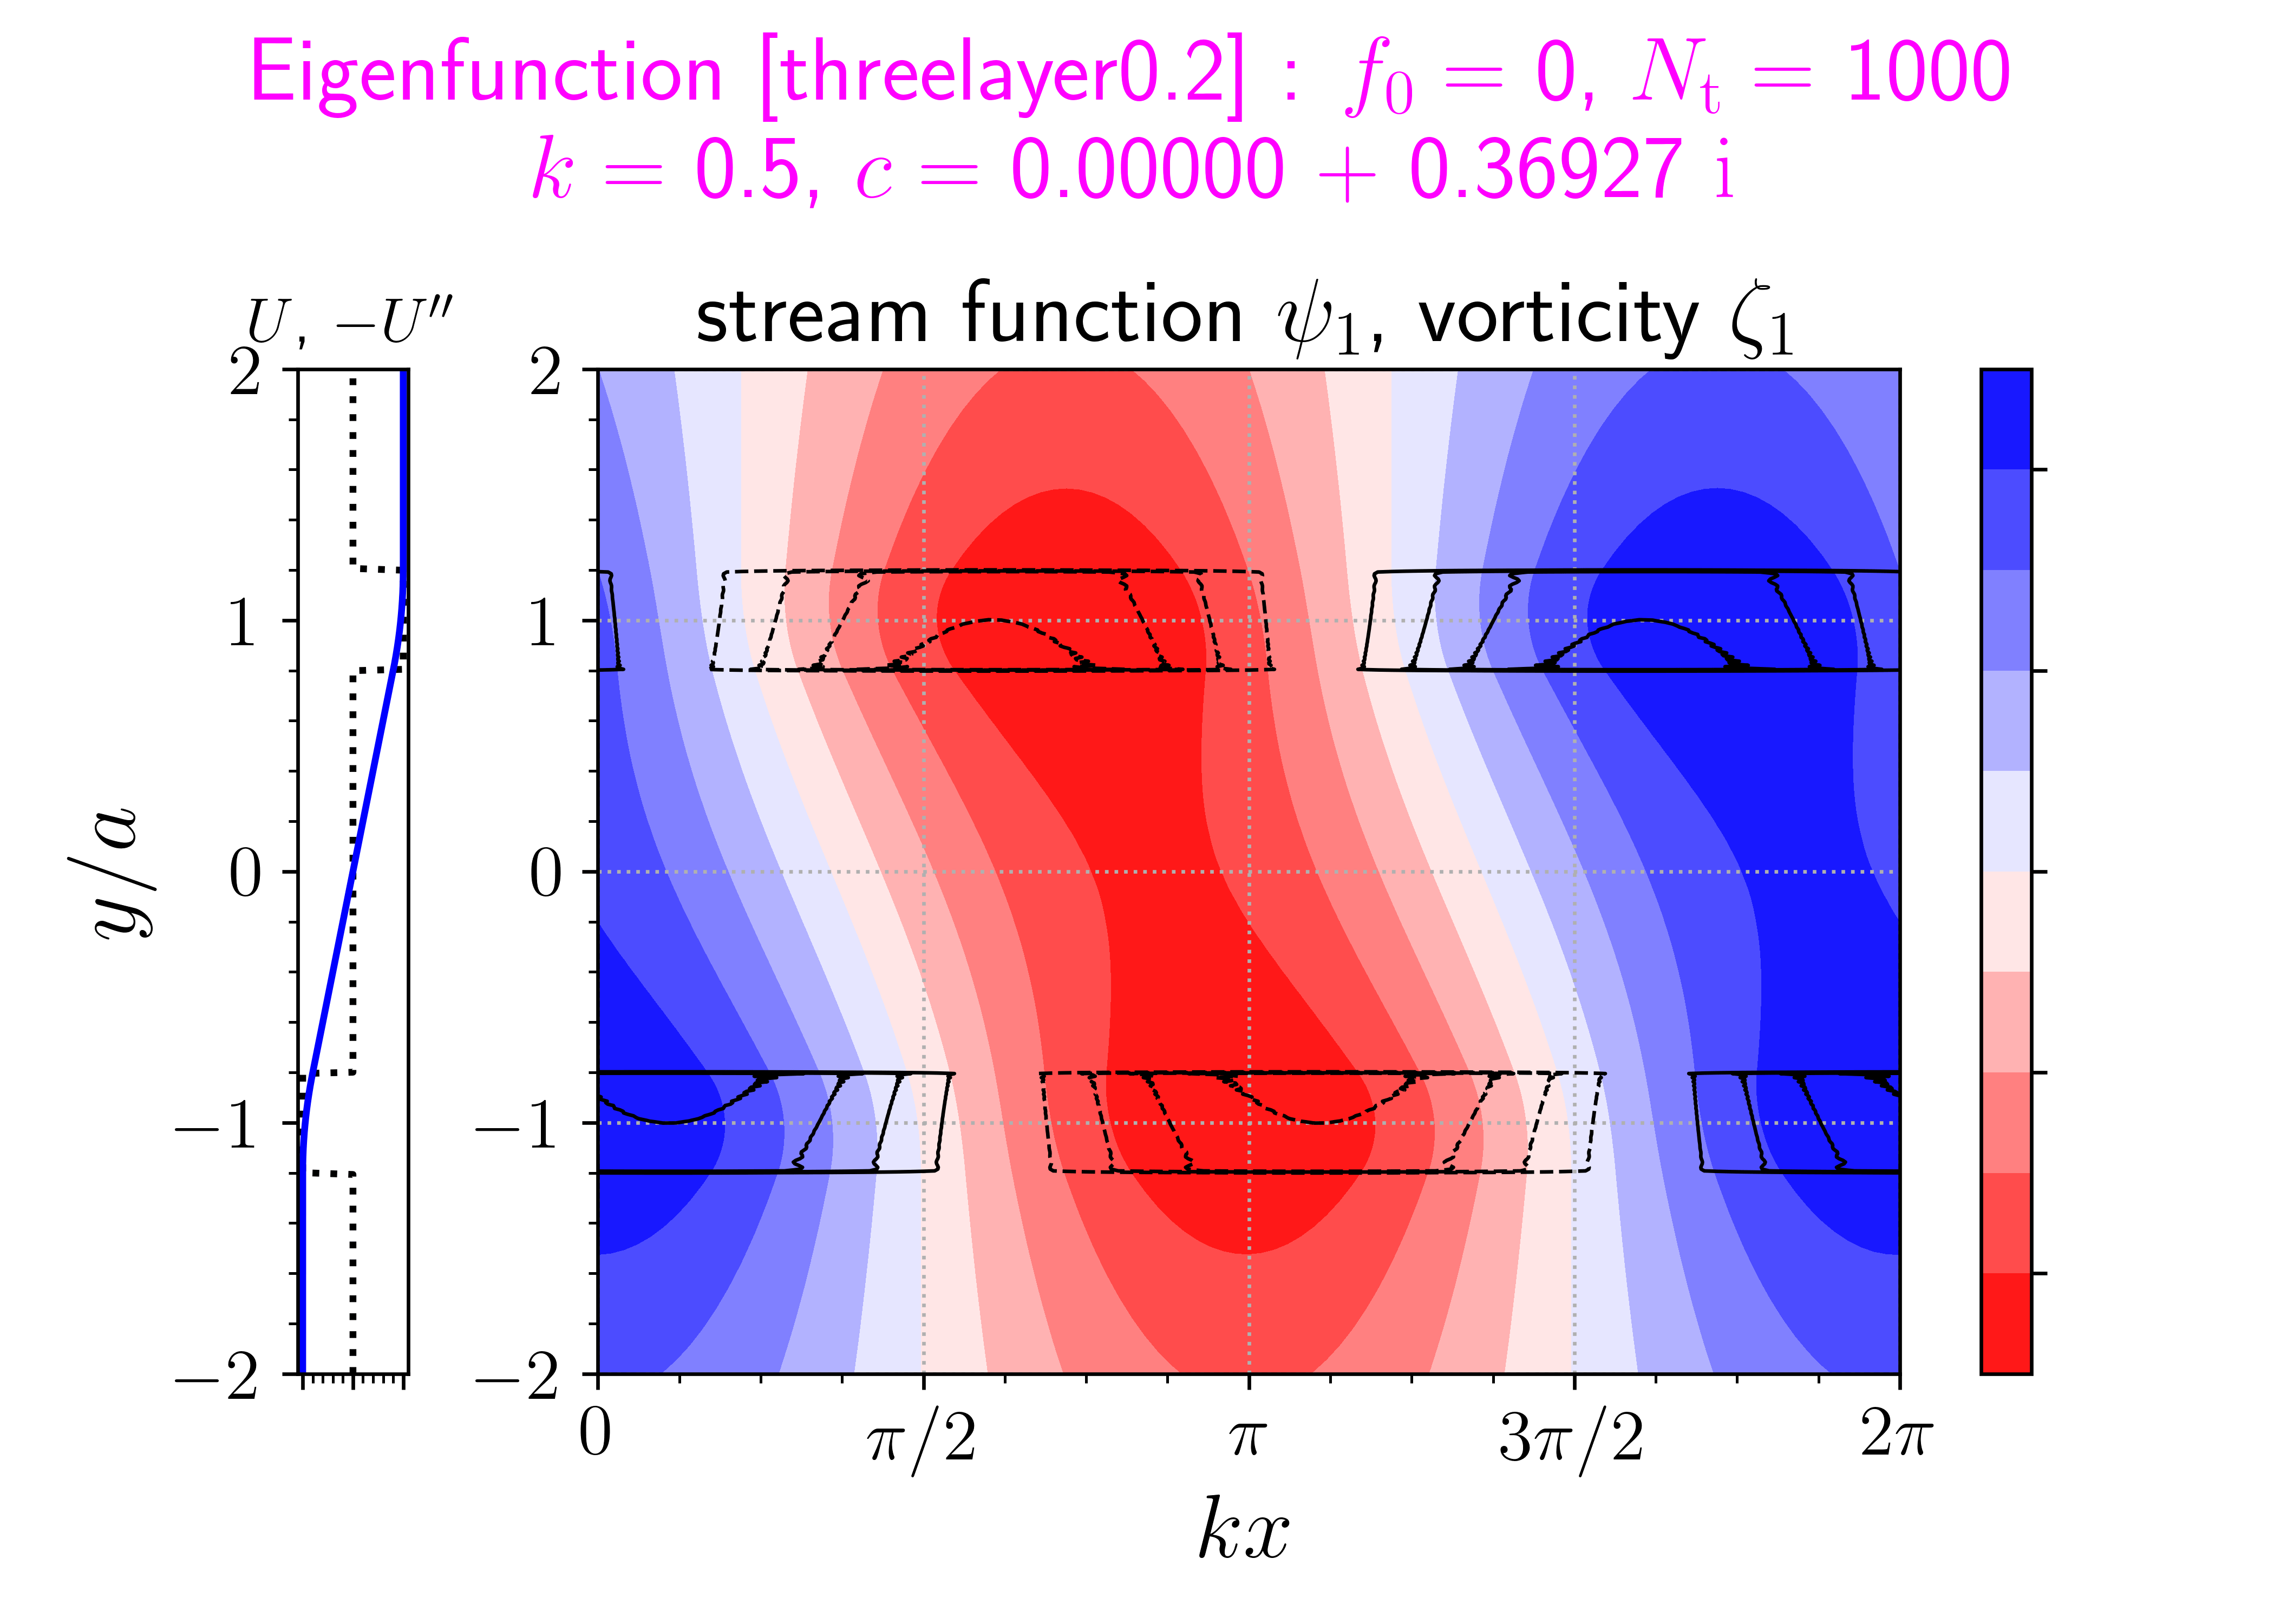 Eigenfunction [threelayer0.2] : f₀ = 0, Nₜ = 1000
k = 0.5, c = 0.00000 + 0.36927 i
U, −U″
stream function ψ₁, vorticity ζ₁
y/a
2
1
0
−1
−2
2
1
0
−1
−2
0 π/2 π 3π/2 2π
kx